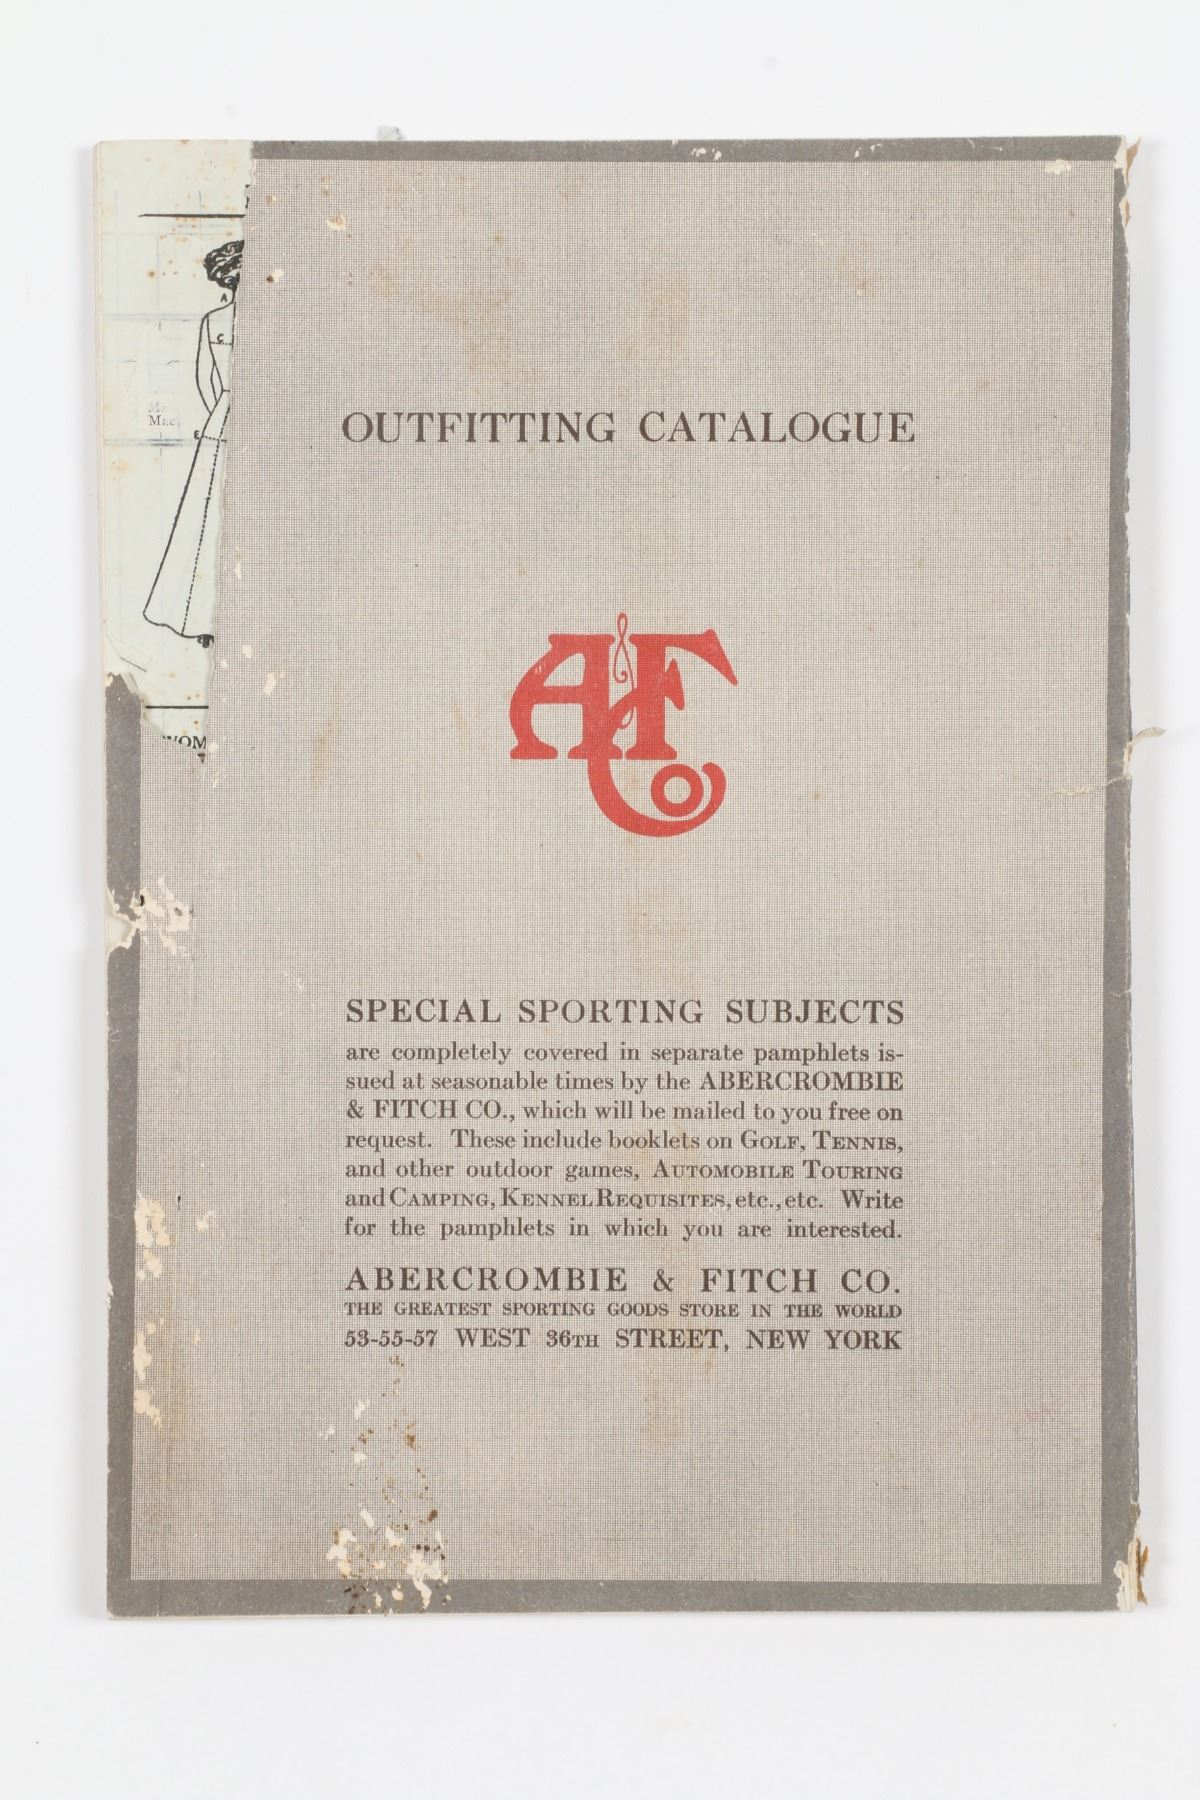 A
C
Mac
E
WOM
OUTFITTING CATALOGUE
A&F
Co
SPECIAL SPORTING SUBJECTS
are completely covered in separate pamphlets is-
sued at seasonable times by the ABERCROMBIE
& FITCH CO., which will be mailed to you free on
request. These include booklets on GOLF, TENNIS,
and other outdoor games, AUTOMOBILE TOURING
and CAMPING, KENNEL REQUISITES, etc., etc. Write
for the pamphlets in which you are interested.
ABERCROMBIE & FITCH CO.
THE GREATEST SPORTING GOODS STORE IN THE WORLD
53-55-57 WEST 36TH STREET, NEW YORK